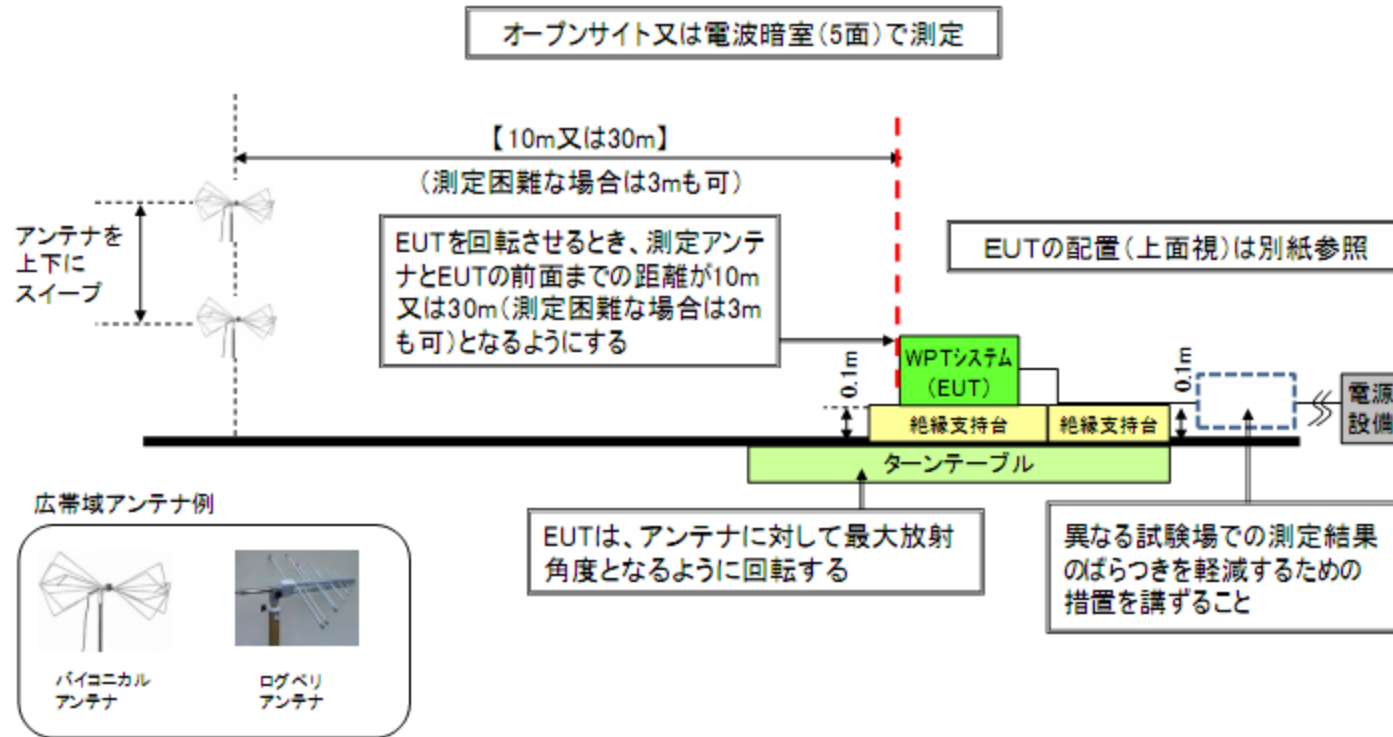 オープンサイト又は電波暗室(5面)で測定
【10m又は30m】
(測定困難な場合は3mも可)
アンテナを
上下に
スイープ
EUTを回転させるとき、測定アンテ
ナとEUTの前面までの距離が10m
又は30m(測定困難な場合は3m
も可)となるようにする
EUTの配置(上面視)は別紙参照
0.1m
WPTシステム
(EUT)
0.1m
電源
設備
絶縁支持台
絶縁支持台
ターンテーブル
広帯域アンテナ例
バイコニカル
アンテナ
ログペリ
アンテナ
EUTは、アンテナに対して最大放射
角度となるように回転する
異なる試験場での測定結果
のばらつきを軽減するための
措置を講ずること